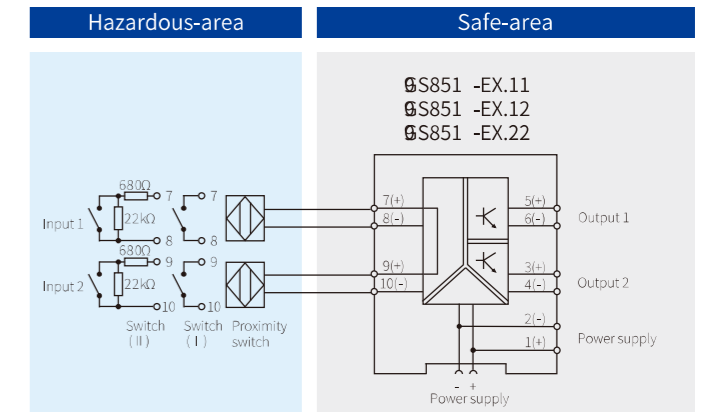 Hazardous-area
Safe-area
GS851 -EX.11
GS851 -EX.12
GS851 -EX.22
680Ω
7
7
22kΩ
Input 1
8
8
680Ω
9
9
22kΩ
Input 2
10
10
Switch
(Ⅱ)
Switch
(Ⅰ)
Proximity
switch
7(+)
8(-)
9(+)
10(-)
5(+)
6(-)
Output 1
3(+)
4(-)
Output 2
2(-)
1(+)
Power supply
- +
Power supply